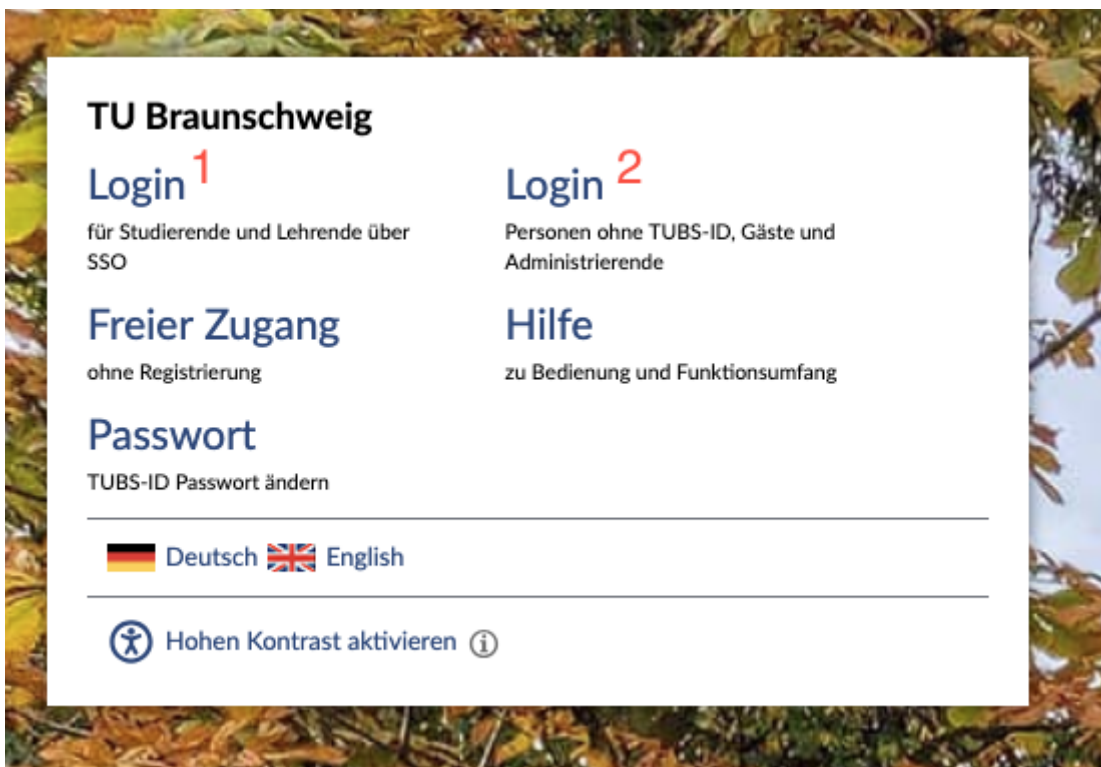 TU Braunschweig
Login 1
für Studierende und Lehrende über
SSO
Login 2
Personen ohne TUBS-ID, Gäste und
Administrierende
Freier Zugang
ohne Registrierung
Hilfe
zu Bedienung und Funktionsumfang
Passwort
TUBS-ID Passwort ändern
Deutsch English
Hohen Kontrast aktivieren i